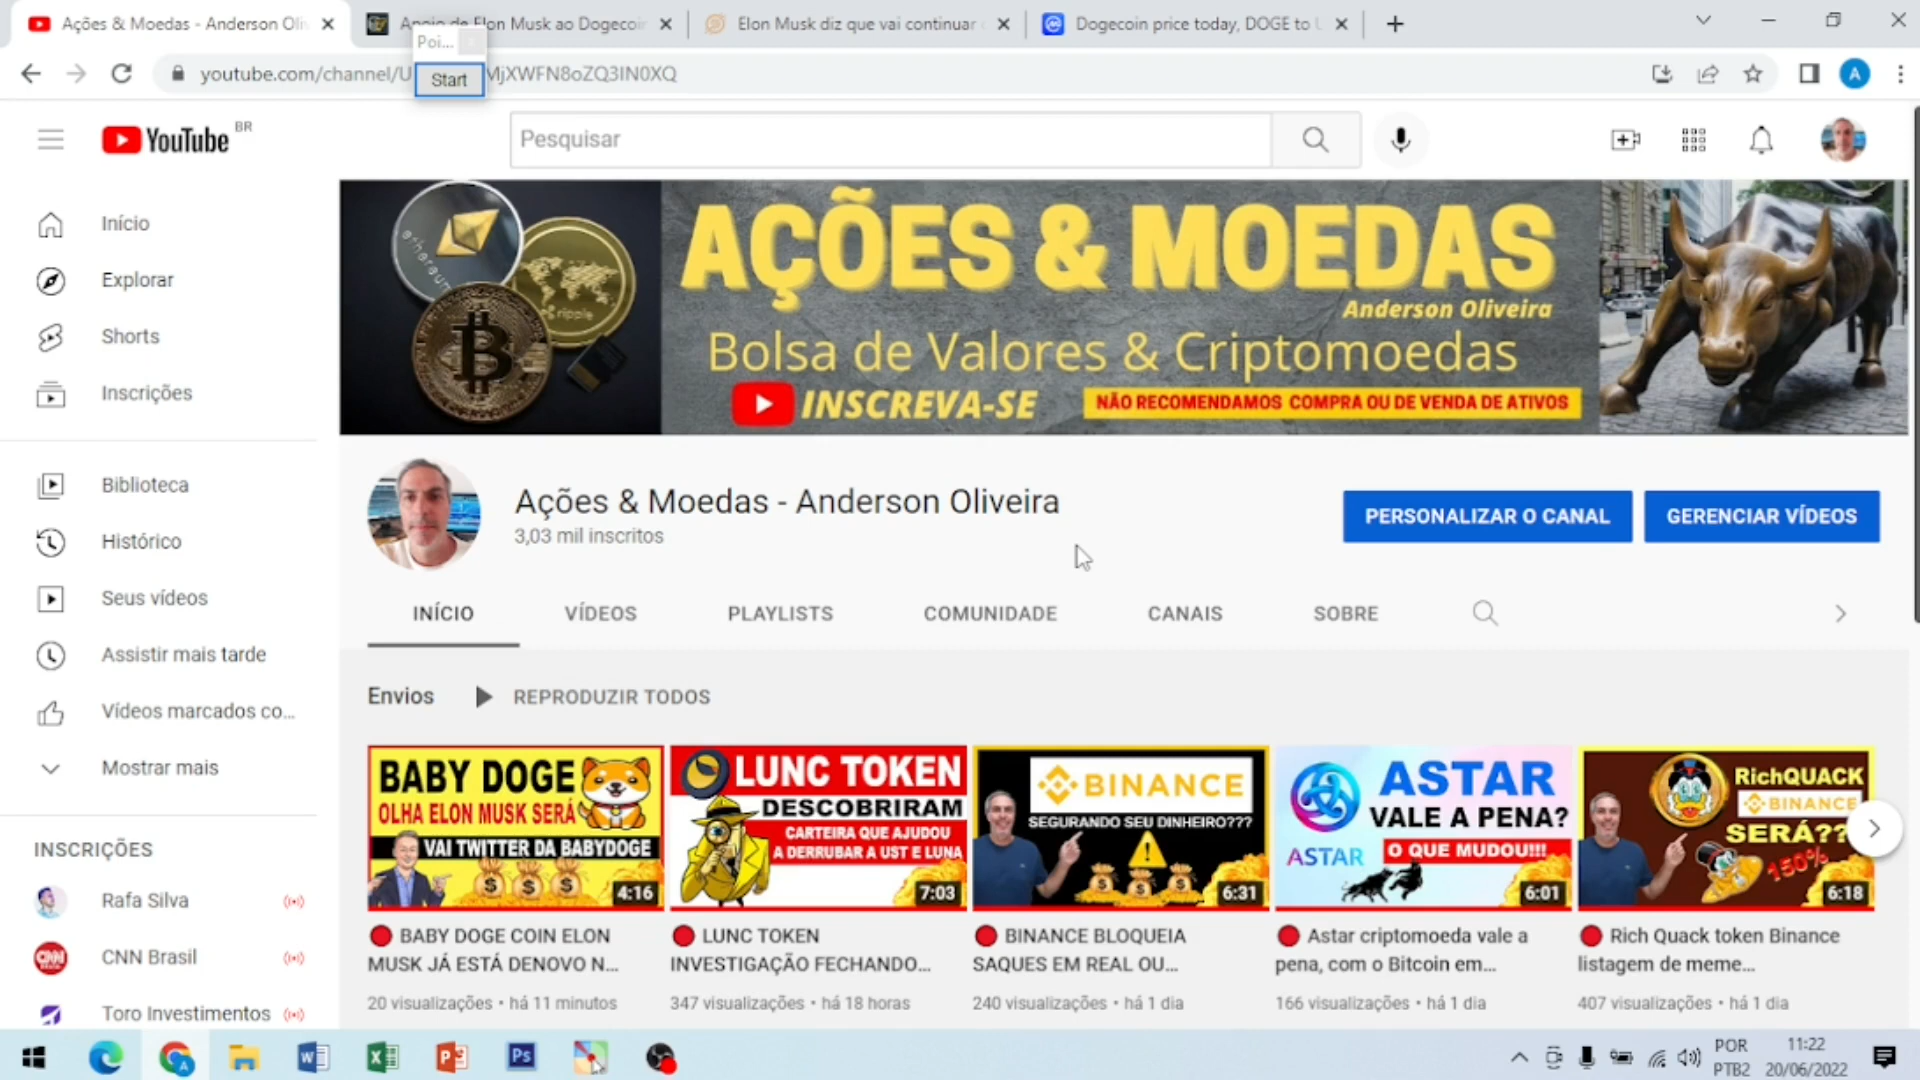 Ações & Moedas - Anderson Oli
Apoio de Elon Musk ao Dogecoin
Elon Musk diz que vai continuar
Dogecoin price today, DOGE to
Poi...
Start
youtube.com/channel/U
MjXWFN8oZQ3IN0XQ
A
YouTube BR
Pesquisar
Início
Explorar
Shorts
Inscrições
Biblioteca
Histórico
Seus vídeos
Assistir mais tarde
Vídeos marcados co...
Mostrar mais
INSCRIÇÕES
Rafa Silva
CNN Brasil
Toro Investimentos
ethereum
ripple
AÇÕES & MOEDAS
Anderson Oliveira
Bolsa de Valores & Criptomoedas
INSCREVA-SE
NÃO RECOMENDAMOS COMPRA OU DE VENDA DE ATIVOS
Ações & Moedas - Anderson Oliveira
3,03 mil inscritos
PERSONALIZAR O CANAL
GERENCIAR VÍDEOS
INÍCIO
VÍDEOS
PLAYLISTS
COMUNIDADE
CANAIS
SOBRE
Envios
REPRODUZIR TODOS
BABY DOGE
OLHA ELON MUSK SERÁ
VAI TWITTER DA BABYDOGE
4:16
BABY DOGE COIN ELON
MUSK JÁ ESTÁ DENOVO N...
20 visualizações • há 11 minutos
LUNC TOKEN
DESCOBRIRAM
CARTEIRA QUE AJUDOU
A DERRUBAR A UST E LUNA
7:03
LUNC TOKEN
INVESTIGAÇÃO FECHANDO...
347 visualizações • há 18 horas
BINANCE
SEGURANDO SEU DINHEIRO???
6:31
BINANCE BLOQUEIA
SAQUES EM REAL OU...
240 visualizações • há 1 dia
ASTAR
VALE A PENA?
ASTAR
O QUE MUDOU!!!
6:01
Astar criptomoeda vale a
pena, com o Bitcoin em...
166 visualizações • há 1 dia
RichQUACK
BINANCE
SERÁ??
150%
6:18
Rich Quack token Binance
listagem de meme...
407 visualizações • há 1 dia
POR
PTB2
11:22
20/06/2022